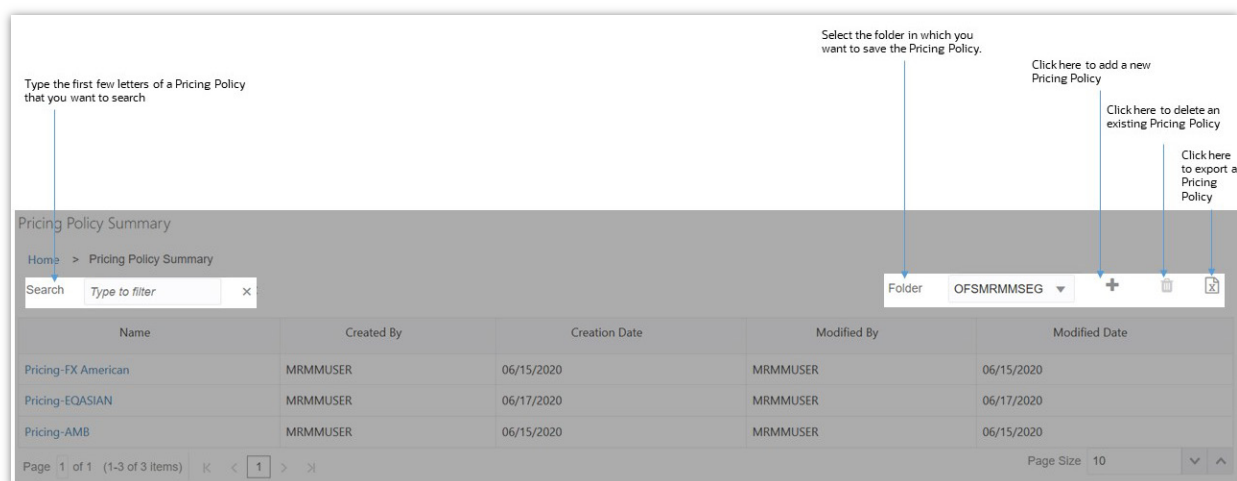 Select the folder in which you
want to save the Pricing Policy.
Click here to add a new
Pricing Policy
Type the first few letters of a Pricing Policy
that you want to search
Click here to delete an
existing Pricing Policy
Click here
to export a
Pricing
Policy
Pricing Policy Summary
Home > Pricing Policy Summary
Search Type to filter × Folder OFSMRMMSEG
Name Created By Creation Date Modified By Modified Date
Pricing-FX American MRMMUSER 06/15/2020 MRMMUSER 06/15/2020
Pricing-EQASIAN MRMMUSER 06/17/2020 MRMMUSER 06/17/2020
Pricing-AMB MRMMUSER 06/15/2020 MRMMUSER 06/15/2020
Page 1 of 1 (1-3 of 3 items) 1 Page Size 10